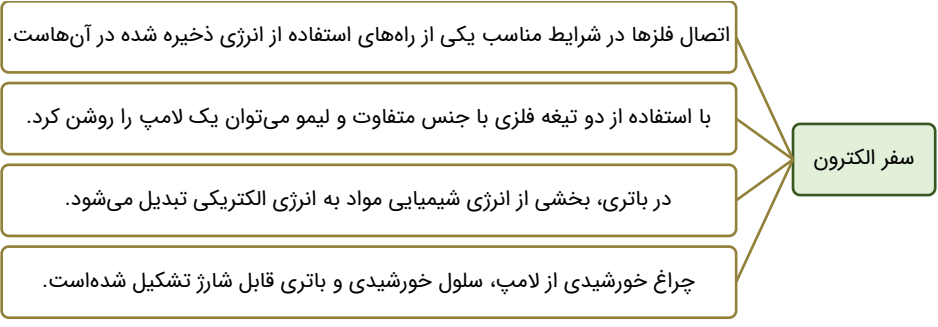 سفر الکترون
اتصال فلزها در شرایط مناسب یکی از راه‌های استفاده از انرژی ذخیره شده در آن‌هاست.
با استفاده از دو تیغه فلزی با جنس متفاوت و لیمو می‌توان یک لامپ را روشن کرد.
در باتری، بخشی از انرژی شیمیایی مواد به انرژی الکتریکی تبدیل می‌شود.
چراغ خورشیدی از لامپ، سلول خورشیدی و باتری قابل شارژ تشکیل شده‌است.